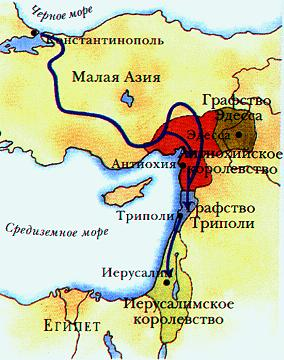 Черное море
Константинополь
Малая Азия
Графство
Эдесса
Эдесса
Антиохия
Антиохийское
королевство
Триполи
Графство
Триполи
Средиземное море
Иерусалим
Иерусалимское
королевство
ЕГИПЕТ